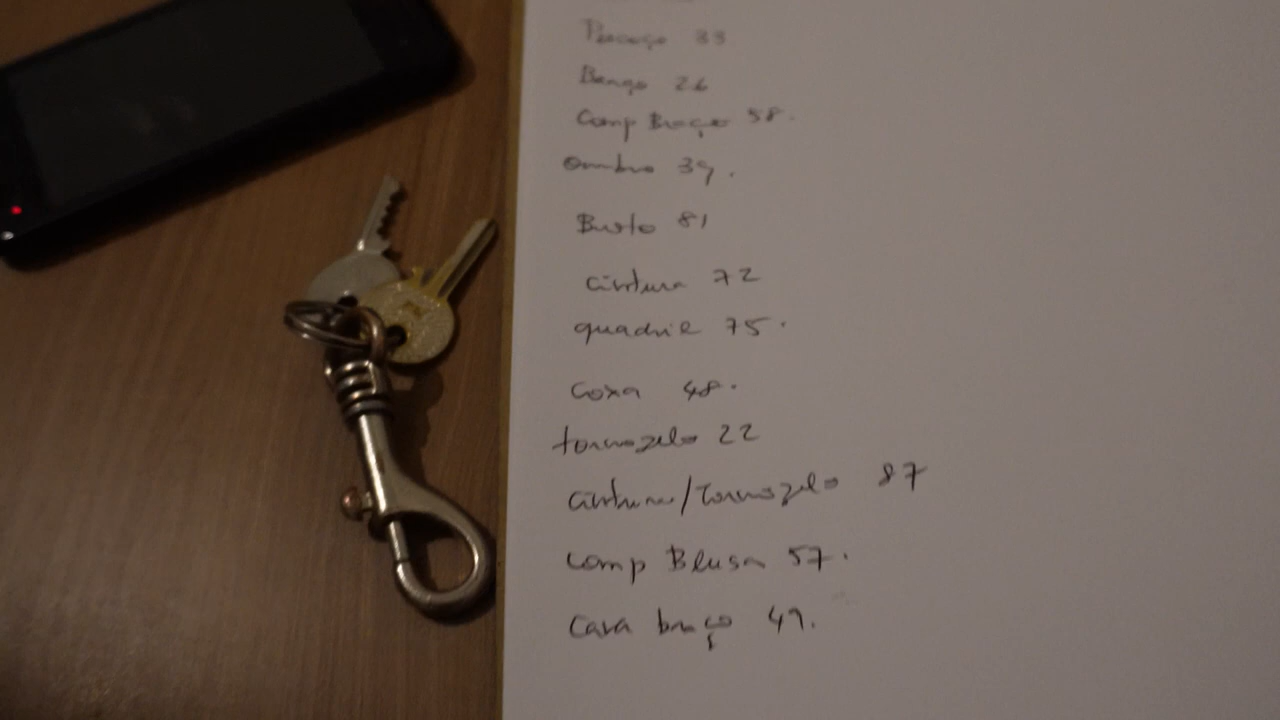 Pescoço 33
Braço 26
Comp Braço 58.
Ombro 39.
Busto 81
Cintura 72
quadril 75.
Coxa 48.
tornozelo 22
Cintura/Tornozelo 87
Comp Blusa 57.
Cava braço 49.